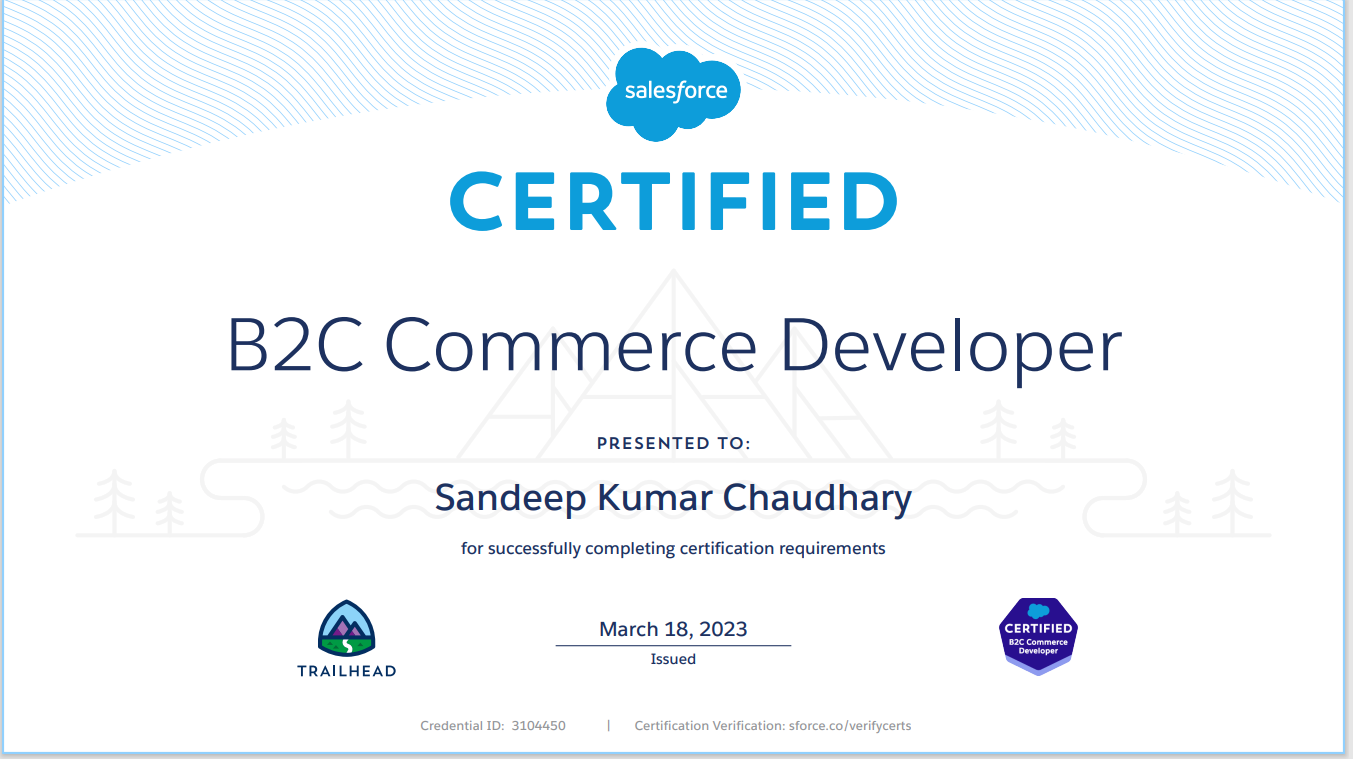 salesforce
CERTIFIED
B2C Commerce Developer
PRESENTED TO:
Sandeep Kumar Chaudhary
for successfully completing certification requirements
TRAILHEAD
March 18, 2023
Issued
CERTIFIED
B2C Commerce
Developer
Credential ID: 3104450 | Certification Verification: sforce.co/verifycerts